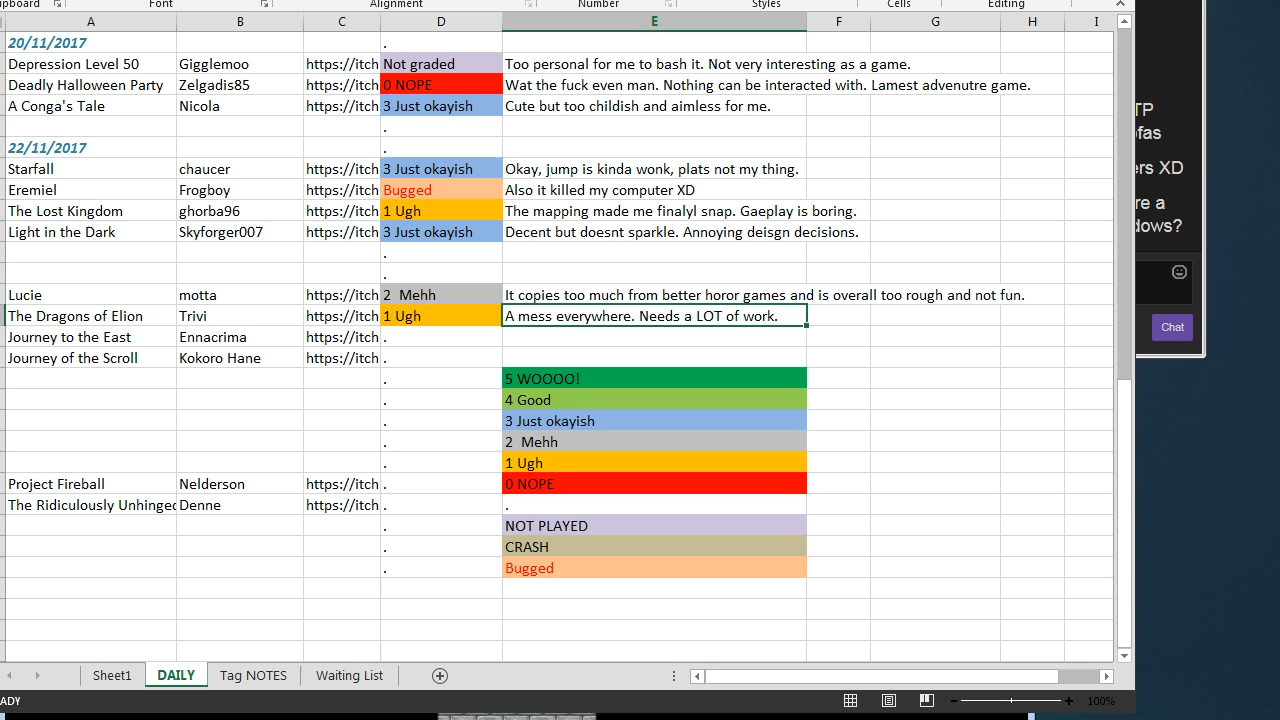 pboard Font Alignment Number Styles Cells Editing
A B C D E F G H I
20/11/2017 .
Depression Level 50 Gigglemoo https://itch Not graded Too personal for me to bash it. Not very interesting as a game.
Deadly Halloween Party Zelgadis85 https://itch 0 NOPE Wat the fuck even man. Nothing can be interacted with. Lamest advenutre game.
A Conga's Tale Nicola https://itch 3 Just okayish Cute but too childish and aimless for me.
.
22/11/2017 .
Starfall chaucer https://itch 3 Just okayish Okay, jump is kinda wonk, plats not my thing.
Eremiel Frogboy https://itch Bugged Also it killed my computer XD
The Lost Kingdom ghorba96 https://itch 1 Ugh The mapping made me finalyl snap. Gaeplay is boring.
Light in the Dark Skyforger007 https://itch 3 Just okayish Decent but doesnt sparkle. Annoying deisgn decisions.
.
.
Lucie motta https://itch 2 Mehh It copies too much from better horor games and is overall too rough and not fun.
The Dragons of Elion Trivi https://itch 1 Ugh A mess everywhere. Needs a LOT of work.
Journey to the East Ennacrima https://itch .
Journey of the Scroll Kokoro Hane https://itch .
. 5 WOOOO!
. 4 Good
. 3 Just okayish
. 2 Mehh
. 1 Ugh
Project Fireball Nelderson https://itch . 0 NOPE
The Ridiculously Unhinged Denne https://itch . .
. NOT PLAYED
. CRASH
. Bugged
Sheet1 DAILY Tag NOTES Waiting List
ADY 100%
TP
ofas
ers XD
re a
dows?
Chat